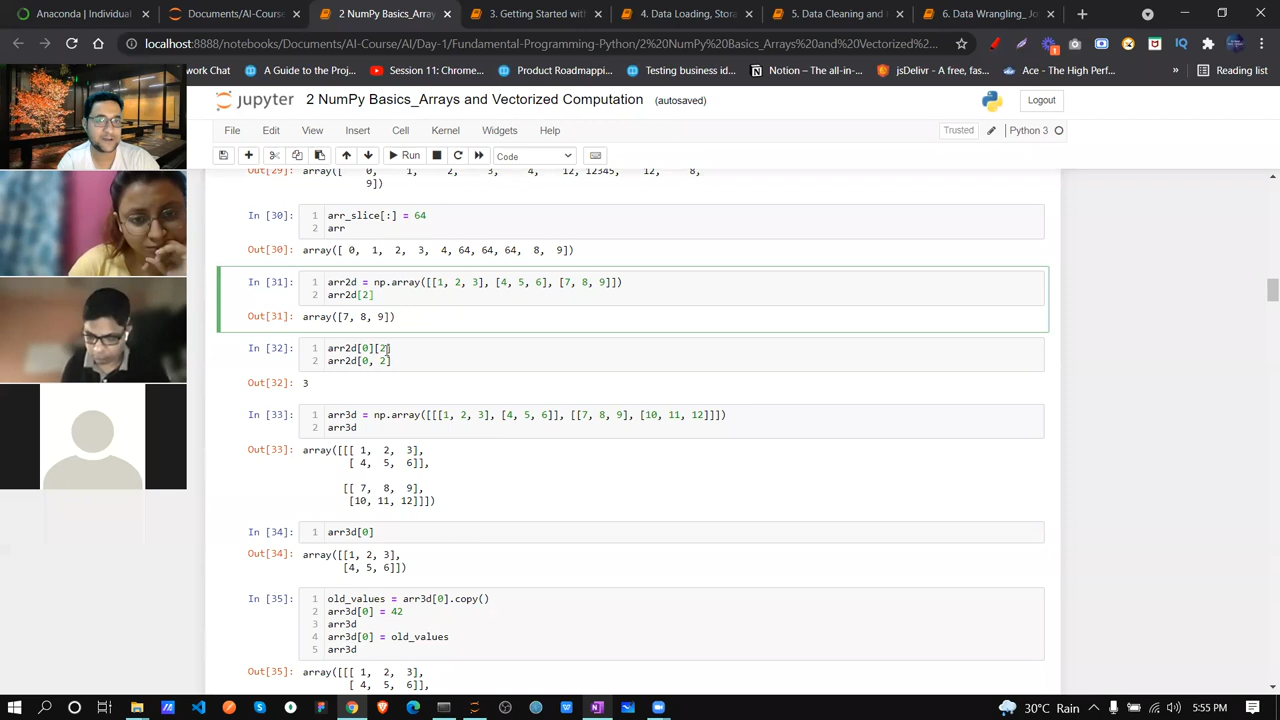 Anaconda | Individual
Documents/AI-Course
2 NumPy Basics_Array
3. Getting Started with
4. Data Loading, Stora
5. Data Cleaning and
6. Data Wrangling_ Jo
localhost:8888/notebooks/Documents/AI-Course/AI/Day-1/Fundamental-Programming-Python/2%20NumPy%20Basics_Arrays%20and%20Vectorized%20...
work Chat
A Guide to the Proj...
Session 11: Chrome...
Product Roadmappi...
Testing business id...
Notion – The all-in-...
jsDelivr - A free, fas...
Ace - The High Perf...
»
Reading list
jupyter
2 NumPy Basics_Arrays and Vectorized Computation
(autosaved)
Logout
File
Edit
View
Insert
Cell
Kernel
Widgets
Help
Trusted
Python 3
Run
Code
Out[29]: array([ 0, 1, 2, 3, 4, 12, 12345, 12, 8,
9])
In [30]: 1 arr_slice[:] = 64
2 arr
Out[30]: array([ 0, 1, 2, 3, 4, 64, 64, 64, 8, 9])
In [31]: 1 arr2d = np.array([[1, 2, 3], [4, 5, 6], [7, 8, 9]])
2 arr2d[2]
Out[31]: array([7, 8, 9])
In [32]: 1 arr2d[0][2]
2 arr2d[0, 2]
Out[32]: 3
In [33]: 1 arr3d = np.array([[[1, 2, 3], [4, 5, 6]], [[7, 8, 9], [10, 11, 12]]])
2 arr3d
Out[33]: array([[[ 1, 2, 3],
[ 4, 5, 6]],
[[ 7, 8, 9],
[10, 11, 12]]])
In [34]: 1 arr3d[0]
Out[34]: array([[1, 2, 3],
[4, 5, 6]])
In [35]: 1 old_values = arr3d[0].copy()
2 arr3d[0] = 42
3 arr3d
4 arr3d[0] = old_values
5 arr3d
Out[35]: array([[[ 1, 2, 3],
[ 4, 5, 6]],
30°C Rain
5:55 PM